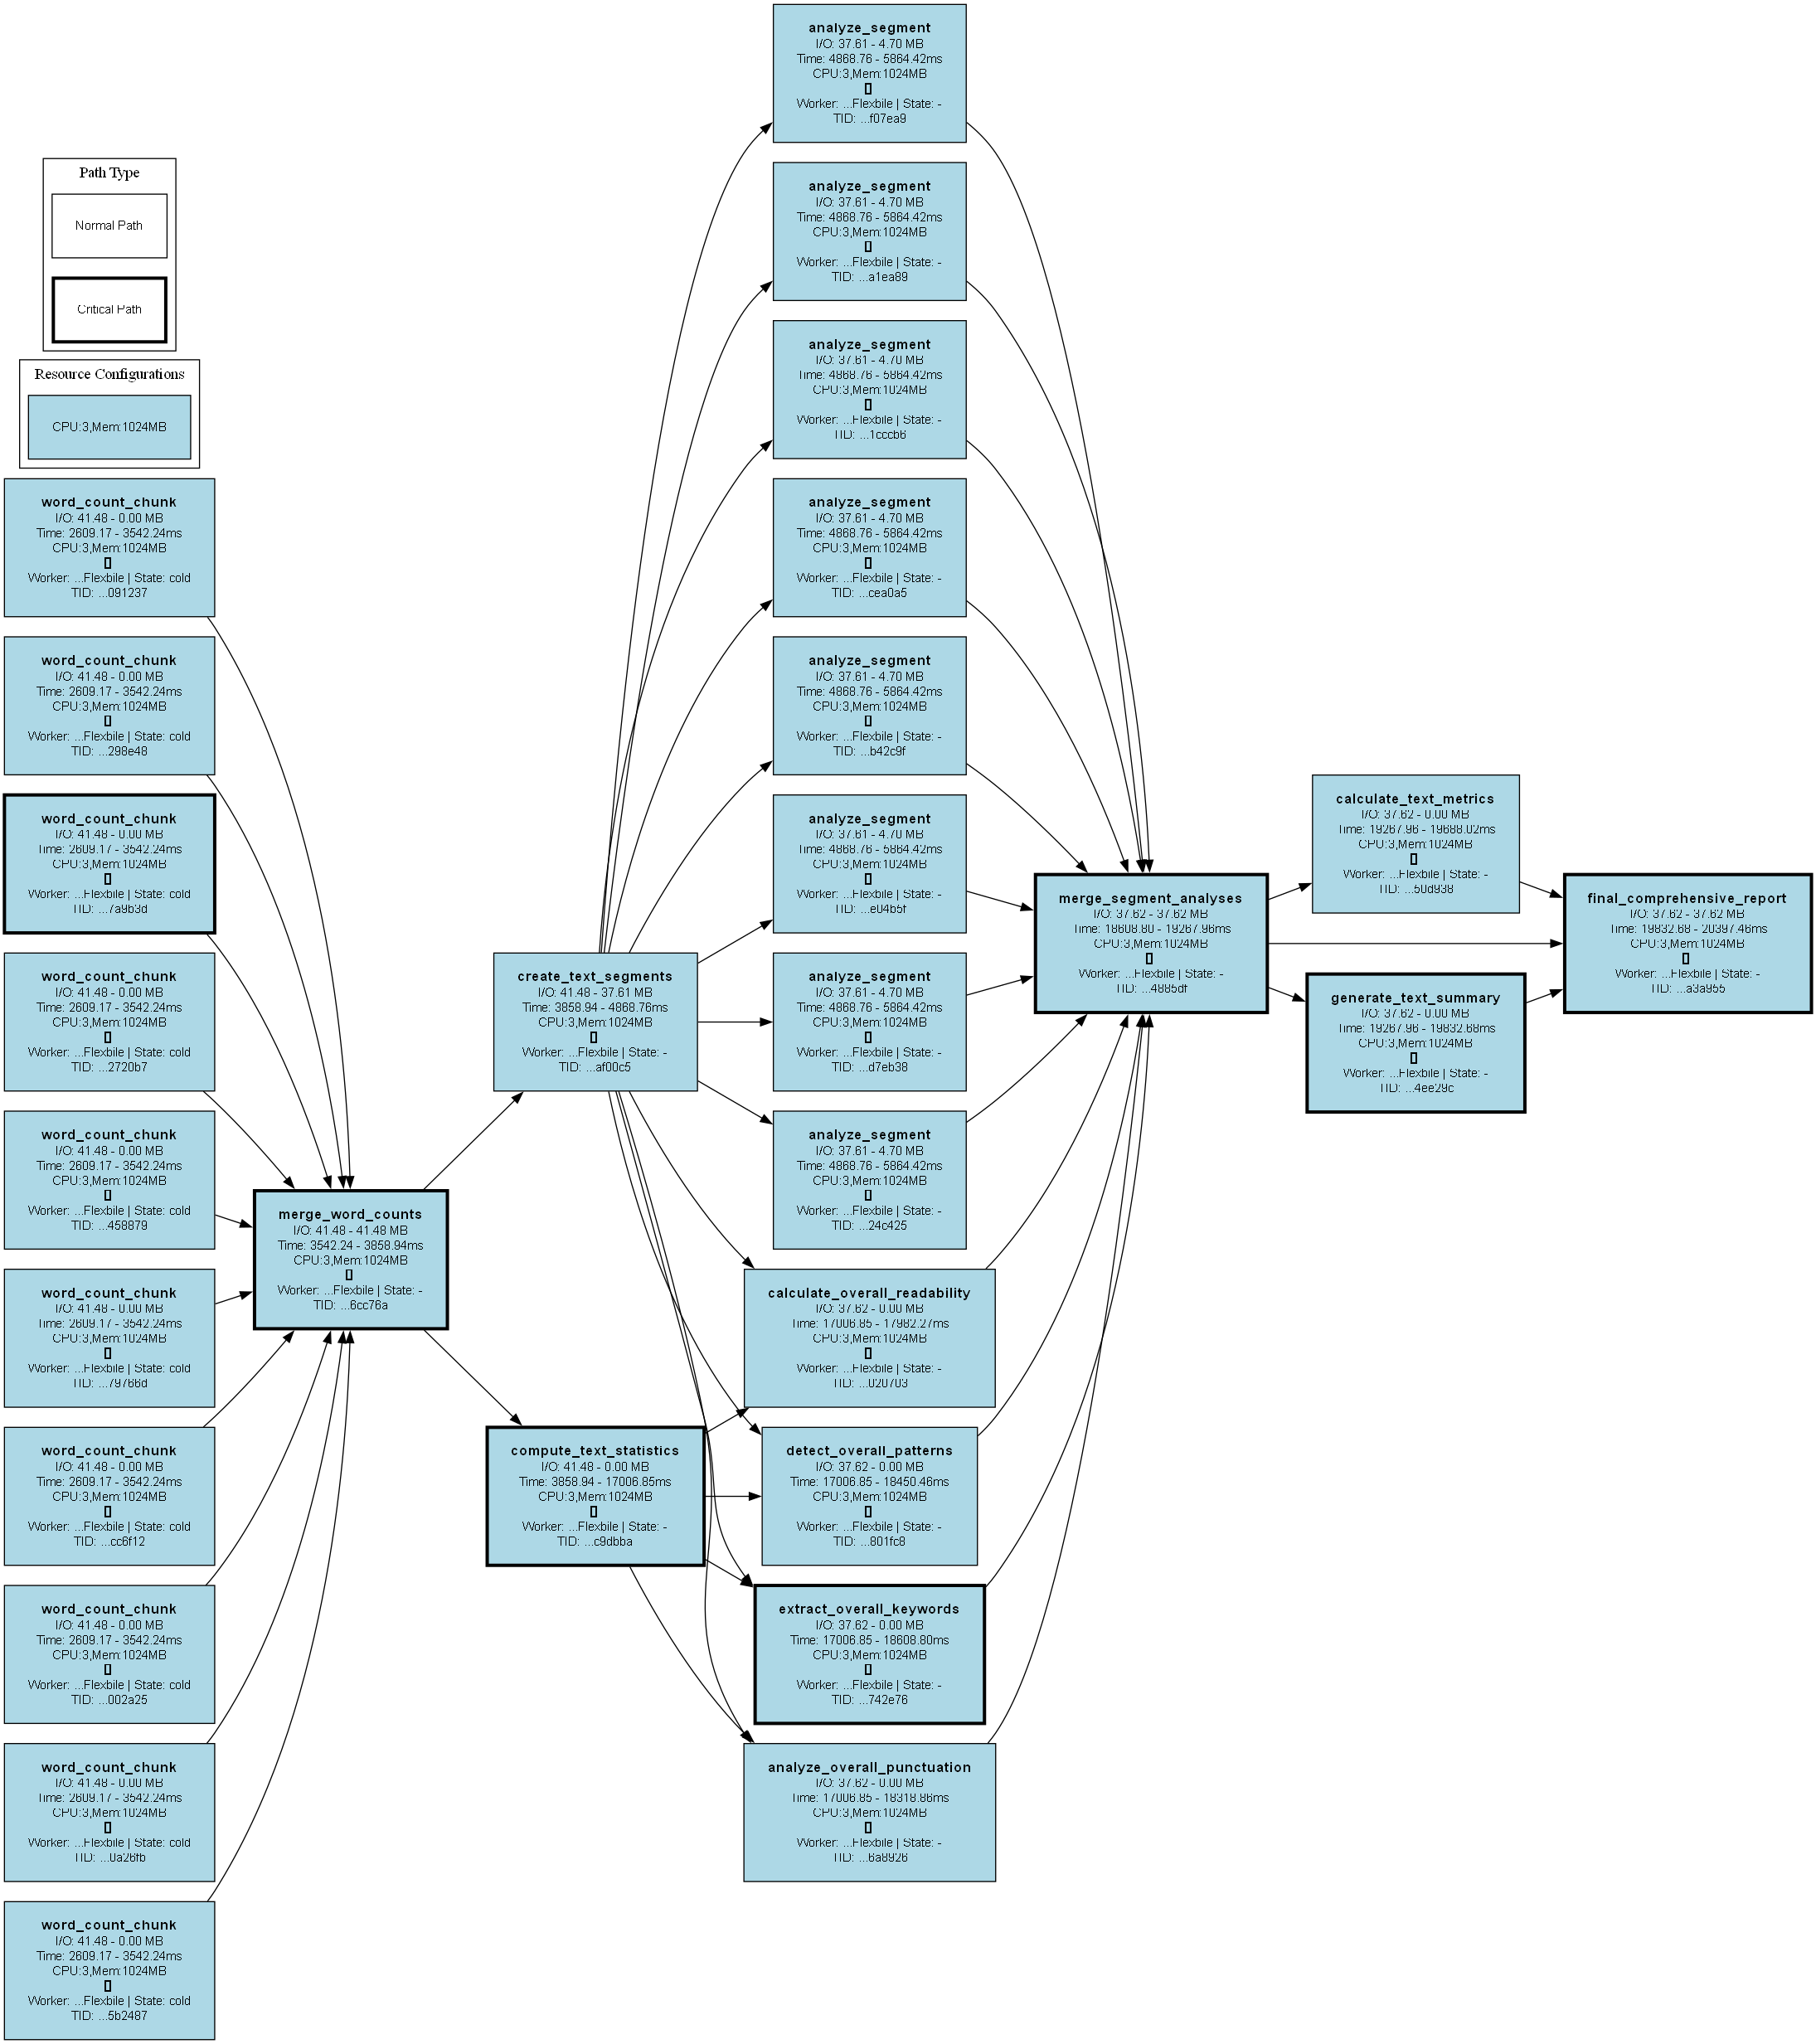 Path Type
Normal Path
Critical Path
Resource Configurations
CPU:3,Mem:1024MB
word_count_chunk
I/O: 41.48 - 0.00 MB
Time: 2609.17 - 3542.24ms
CPU:3,Mem:1024MB
[]
Worker: ...Flexbile | State: cold
TID: ...091237
word_count_chunk
I/O: 41.48 - 0.00 MB
Time: 2609.17 - 3542.24ms
CPU:3,Mem:1024MB
[]
Worker: ...Flexbile | State: cold
TID: ...298e48
word_count_chunk
I/O: 41.48 - 0.00 MB
Time: 2609.17 - 3542.24ms
CPU:3,Mem:1024MB
[]
Worker: ...Flexbile | State: cold
TID: ...7a9b3d
word_count_chunk
I/O: 41.48 - 0.00 MB
Time: 2609.17 - 3542.24ms
CPU:3,Mem:1024MB
[]
Worker: ...Flexbile | State: cold
TID: ...2720b7
word_count_chunk
I/O: 41.48 - 0.00 MB
Time: 2609.17 - 3542.24ms
CPU:3,Mem:1024MB
[]
Worker: ...Flexbile | State: cold
TID: ...458879
word_count_chunk
I/O: 41.48 - 0.00 MB
Time: 2609.17 - 3542.24ms
CPU:3,Mem:1024MB
[]
Worker: ...Flexbile | State: cold
TID: ...79766d
word_count_chunk
I/O: 41.48 - 0.00 MB
Time: 2609.17 - 3542.24ms
CPU:3,Mem:1024MB
[]
Worker: ...Flexbile | State: cold
TID: ...cc6f12
word_count_chunk
I/O: 41.48 - 0.00 MB
Time: 2609.17 - 3542.24ms
CPU:3,Mem:1024MB
[]
Worker: ...Flexbile | State: cold
TID: ...002a25
word_count_chunk
I/O: 41.48 - 0.00 MB
Time: 2609.17 - 3542.24ms
CPU:3,Mem:1024MB
[]
Worker: ...Flexbile | State: cold
TID: ...0a26fb
word_count_chunk
I/O: 41.48 - 0.00 MB
Time: 2609.17 - 3542.24ms
CPU:3,Mem:1024MB
[]
Worker: ...Flexbile | State: cold
TID: ...5b2487
merge_word_counts
I/O: 41.48 - 41.48 MB
Time: 3542.24 - 3858.94ms
CPU:3,Mem:1024MB
[]
Worker: ...Flexbile | State: -
TID: ...6cc76a
create_text_segments
I/O: 41.48 - 37.61 MB
Time: 3858.94 - 4868.76ms
CPU:3,Mem:1024MB
[]
Worker: ...Flexbile | State: -
TID: ...af00c5
compute_text_statistics
I/O: 41.48 - 0.00 MB
Time: 3858.94 - 17006.85ms
CPU:3,Mem:1024MB
[]
Worker: ...Flexbile | State: -
TID: ...c9dbba
analyze_segment
I/O: 37.61 - 4.70 MB
Time: 4868.76 - 5864.42ms
CPU:3,Mem:1024MB
[]
Worker: ...Flexbile | State: -
TID: ...f07ea9
analyze_segment
I/O: 37.61 - 4.70 MB
Time: 4868.76 - 5864.42ms
CPU:3,Mem:1024MB
[]
Worker: ...Flexbile | State: -
TID: ...a1ea89
analyze_segment
I/O: 37.61 - 4.70 MB
Time: 4868.76 - 5864.42ms
CPU:3,Mem:1024MB
[]
Worker: ...Flexbile | State: -
TID: ...1cccb6
analyze_segment
I/O: 37.61 - 4.70 MB
Time: 4868.76 - 5864.42ms
CPU:3,Mem:1024MB
[]
Worker: ...Flexbile | State: -
TID: ...cea0a5
analyze_segment
I/O: 37.61 - 4.70 MB
Time: 4868.76 - 5864.42ms
CPU:3,Mem:1024MB
[]
Worker: ...Flexbile | State: -
TID: ...b42c9f
analyze_segment
I/O: 37.61 - 4.70 MB
Time: 4868.76 - 5864.42ms
CPU:3,Mem:1024MB
[]
Worker: ...Flexbile | State: -
TID: ...e04b5f
analyze_segment
I/O: 37.61 - 4.70 MB
Time: 4868.76 - 5864.42ms
CPU:3,Mem:1024MB
[]
Worker: ...Flexbile | State: -
TID: ...d7eb38
analyze_segment
I/O: 37.61 - 4.70 MB
Time: 4868.76 - 5864.42ms
CPU:3,Mem:1024MB
[]
Worker: ...Flexbile | State: -
TID: ...24c425
calculate_overall_readability
I/O: 37.62 - 0.00 MB
Time: 17006.85 - 17982.27ms
CPU:3,Mem:1024MB
[]
Worker: ...Flexbile | State: -
TID: ...020703
detect_overall_patterns
I/O: 37.62 - 0.00 MB
Time: 17006.85 - 18450.46ms
CPU:3,Mem:1024MB
[]
Worker: ...Flexbile | State: -
TID: ...801fc8
extract_overall_keywords
I/O: 37.62 - 0.00 MB
Time: 17006.85 - 18608.80ms
CPU:3,Mem:1024MB
[]
Worker: ...Flexbile | State: -
TID: ...742e76
analyze_overall_punctuation
I/O: 37.62 - 0.00 MB
Time: 17006.85 - 18318.86ms
CPU:3,Mem:1024MB
[]
Worker: ...Flexbile | State: -
TID: ...6a8926
merge_segment_analyses
I/O: 37.62 - 37.62 MB
Time: 18608.80 - 19267.96ms
CPU:3,Mem:1024MB
[]
Worker: ...Flexbile | State: -
TID: ...4885df
calculate_text_metrics
I/O: 37.62 - 0.00 MB
Time: 19267.96 - 19688.02ms
CPU:3,Mem:1024MB
[]
Worker: ...Flexbile | State: -
TID: ...50d938
generate_text_summary
I/O: 37.62 - 0.00 MB
Time: 19267.96 - 19832.68ms
CPU:3,Mem:1024MB
[]
Worker: ...Flexbile | State: -
TID: ...4ee29c
final_comprehensive_report
I/O: 37.62 - 37.62 MB
Time: 19832.68 - 20397.46ms
CPU:3,Mem:1024MB
[]
Worker: ...Flexbile | State: -
TID: ...a3a955